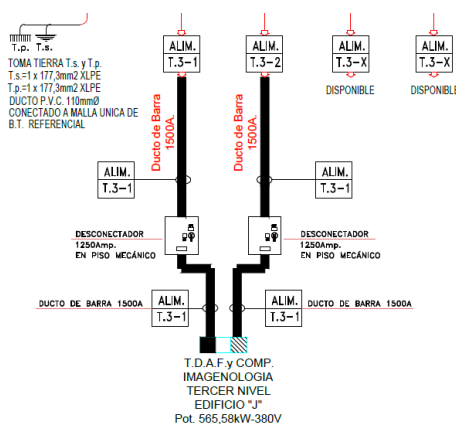 T.p.
T.s.
TOMA TIERRA T.s. y T.p.
T.s.=1 x 177,3mm2 XLPE
T.p.=1 x 177,3mm2 XLPE
DUCTO P.V.C. 110mmØ
CONECTADO A MALLA UNICA DE
B.T. REFERENCIAL
ALIM.
T.3-1
ALIM.
T.3-2
ALIM.
T.3-X
DISPONIBLE
ALIM.
T.3-X
DISPONIBLE
Ducto de Barra
1500A.
Ducto de Barra
1500A.
ALIM.
T.3-1
ALIM.
T.3-1
DESCONECTADOR
1250Amp.
EN PISO MECÁNICO
DESCONECTADOR
1250Amp.
EN PISO MECÁNICO
DUCTO DE BARRA 1500A
ALIM.
T.3-1
ALIM.
T.3-1
DUCTO DE BARRA 1500A
T.D.A.F.y COMP.
IMAGENOLOGIA
TERCER NIVEL
EDIFICIO "J"
Pot. 565,58kW-380V